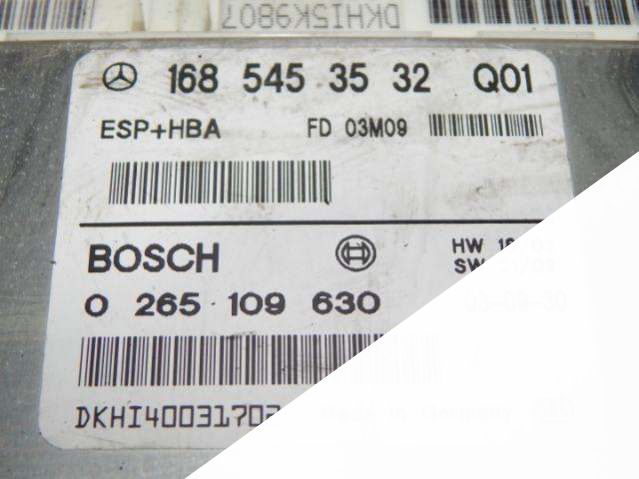 DKHI5K9807
168 545 35 32 Q01
ESP+HBA FD 03M09
BOSCH HW
SW
0 265 109 630
Made in Germany